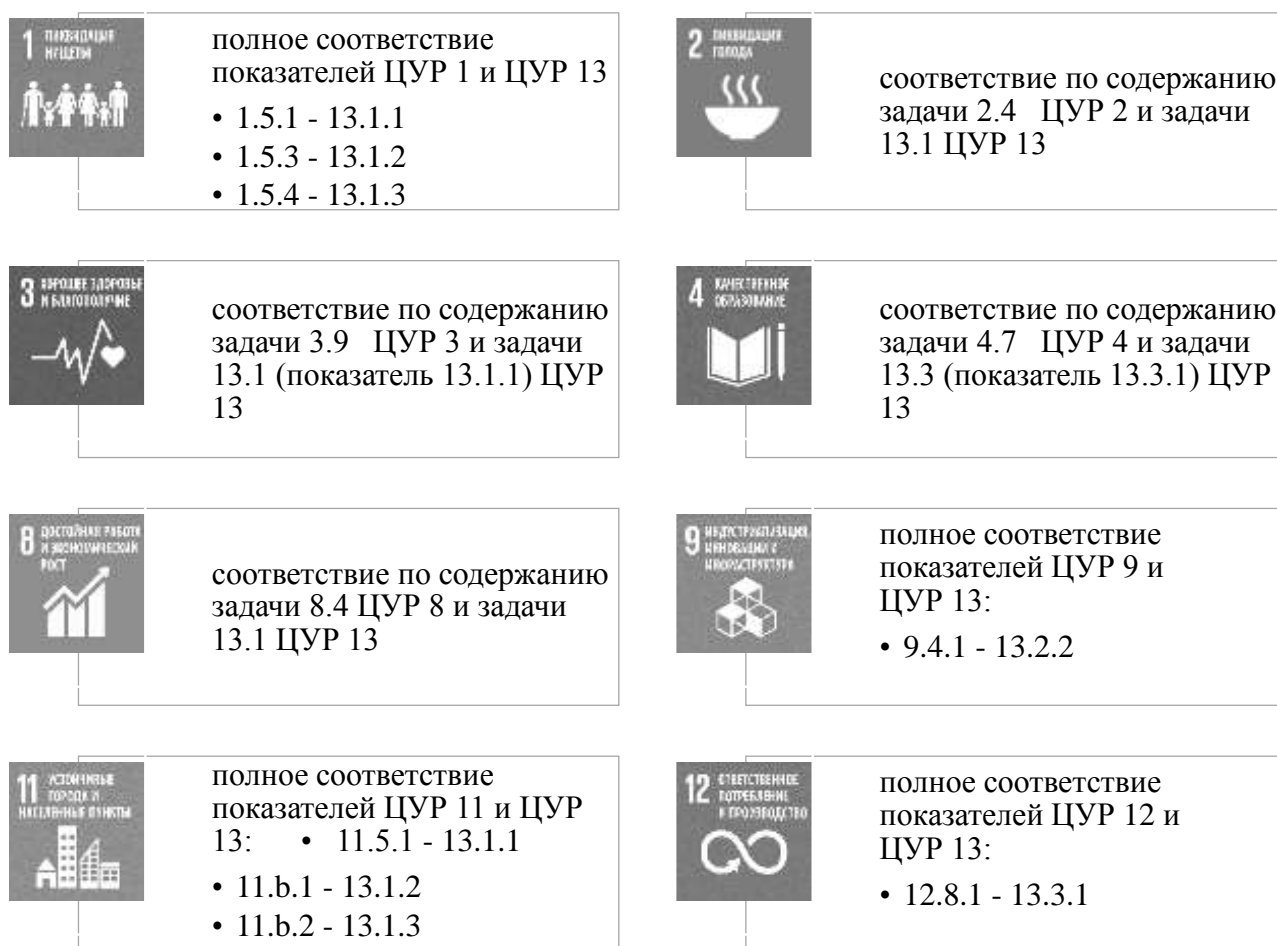 1 ЛИКВИДАЦИЯ
НИЩЕТЫ
полное соответствие
показателей ЦУР 1 и ЦУР 13
• 1.5.1 - 13.1.1
• 1.5.3 - 13.1.2
• 1.5.4 - 13.1.3
2 ЛИКВИДАЦИЯ
ГОЛОДА
соответствие по содержанию
задачи 2.4 ЦУР 2 и задачи
13.1 ЦУР 13
3 ХОРОШЕЕ ЗДОРОВЬЕ
И БЛАГОПОЛУЧИЕ
соответствие по содержанию
задачи 3.9 ЦУР 3 и задачи
13.1 (показатель 13.1.1) ЦУР
13
4 КАЧЕСТВЕННОЕ
ОБРАЗОВАНИЕ
соответствие по содержанию
задачи 4.7 ЦУР 4 и задачи
13.3 (показатель 13.3.1) ЦУР
13
8 ДОСТОЙНАЯ РАБОТА
И ЭКОНОМИЧЕСКИЙ
РОСТ
соответствие по содержанию
задачи 8.4 ЦУР 8 и задачи
13.1 ЦУР 13
9 ИНДУСТРИАЛИЗАЦИЯ,
ИННОВАЦИИ И
ИНФРАСТРУКТУРА
полное соответствие
показателей ЦУР 9 и
ЦУР 13:
• 9.4.1 - 13.2.2
11 УСТОЙЧИВЫЕ
ГОРОДА И
НАСЕЛЕННЫЕ ПУНКТЫ
полное соответствие
показателей ЦУР 11 и ЦУР
13: • 11.5.1 - 13.1.1
• 11.b.1 - 13.1.2
• 11.b.2 - 13.1.3
12 ОТВЕТСТВЕННОЕ
ПОТРЕБЛЕНИЕ
И ПРОИЗВОДСТВО
полное соответствие
показателей ЦУР 12 и
ЦУР 13:
• 12.8.1 - 13.3.1